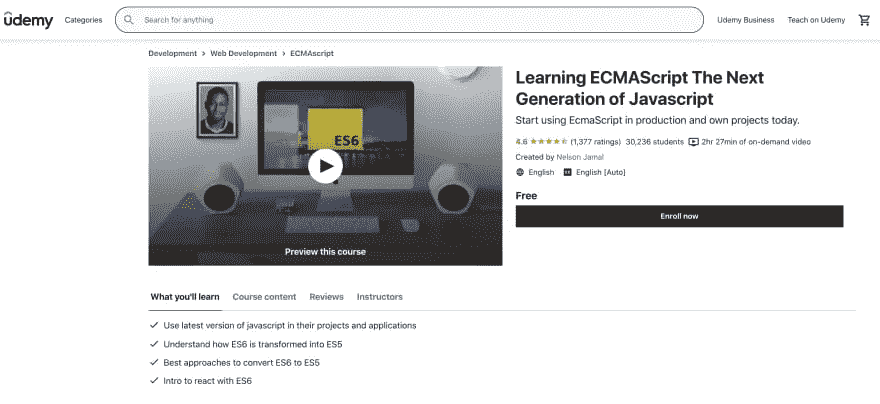 ûdemy
Categories
Search for anything
Udemy Business
Teach on Udemy
Development > Web Development > ECMAscript
ES6
Preview this course
Learning ECMAScript The Next
Generation of Javascript
Start using EcmaScript in production and own projects today.
4.6 (1,377 ratings) 30,236 students 2hr 27min of on-demand video
Created by Nelson Jamal
English English [Auto]
Free
Enroll now
What you'll learn Course content Reviews Instructors
Use latest version of javascript in their projects and applications
Understand how ES6 is transformed into ES5
Best approaches to convert ES6 to ES5
Intro to react with ES6